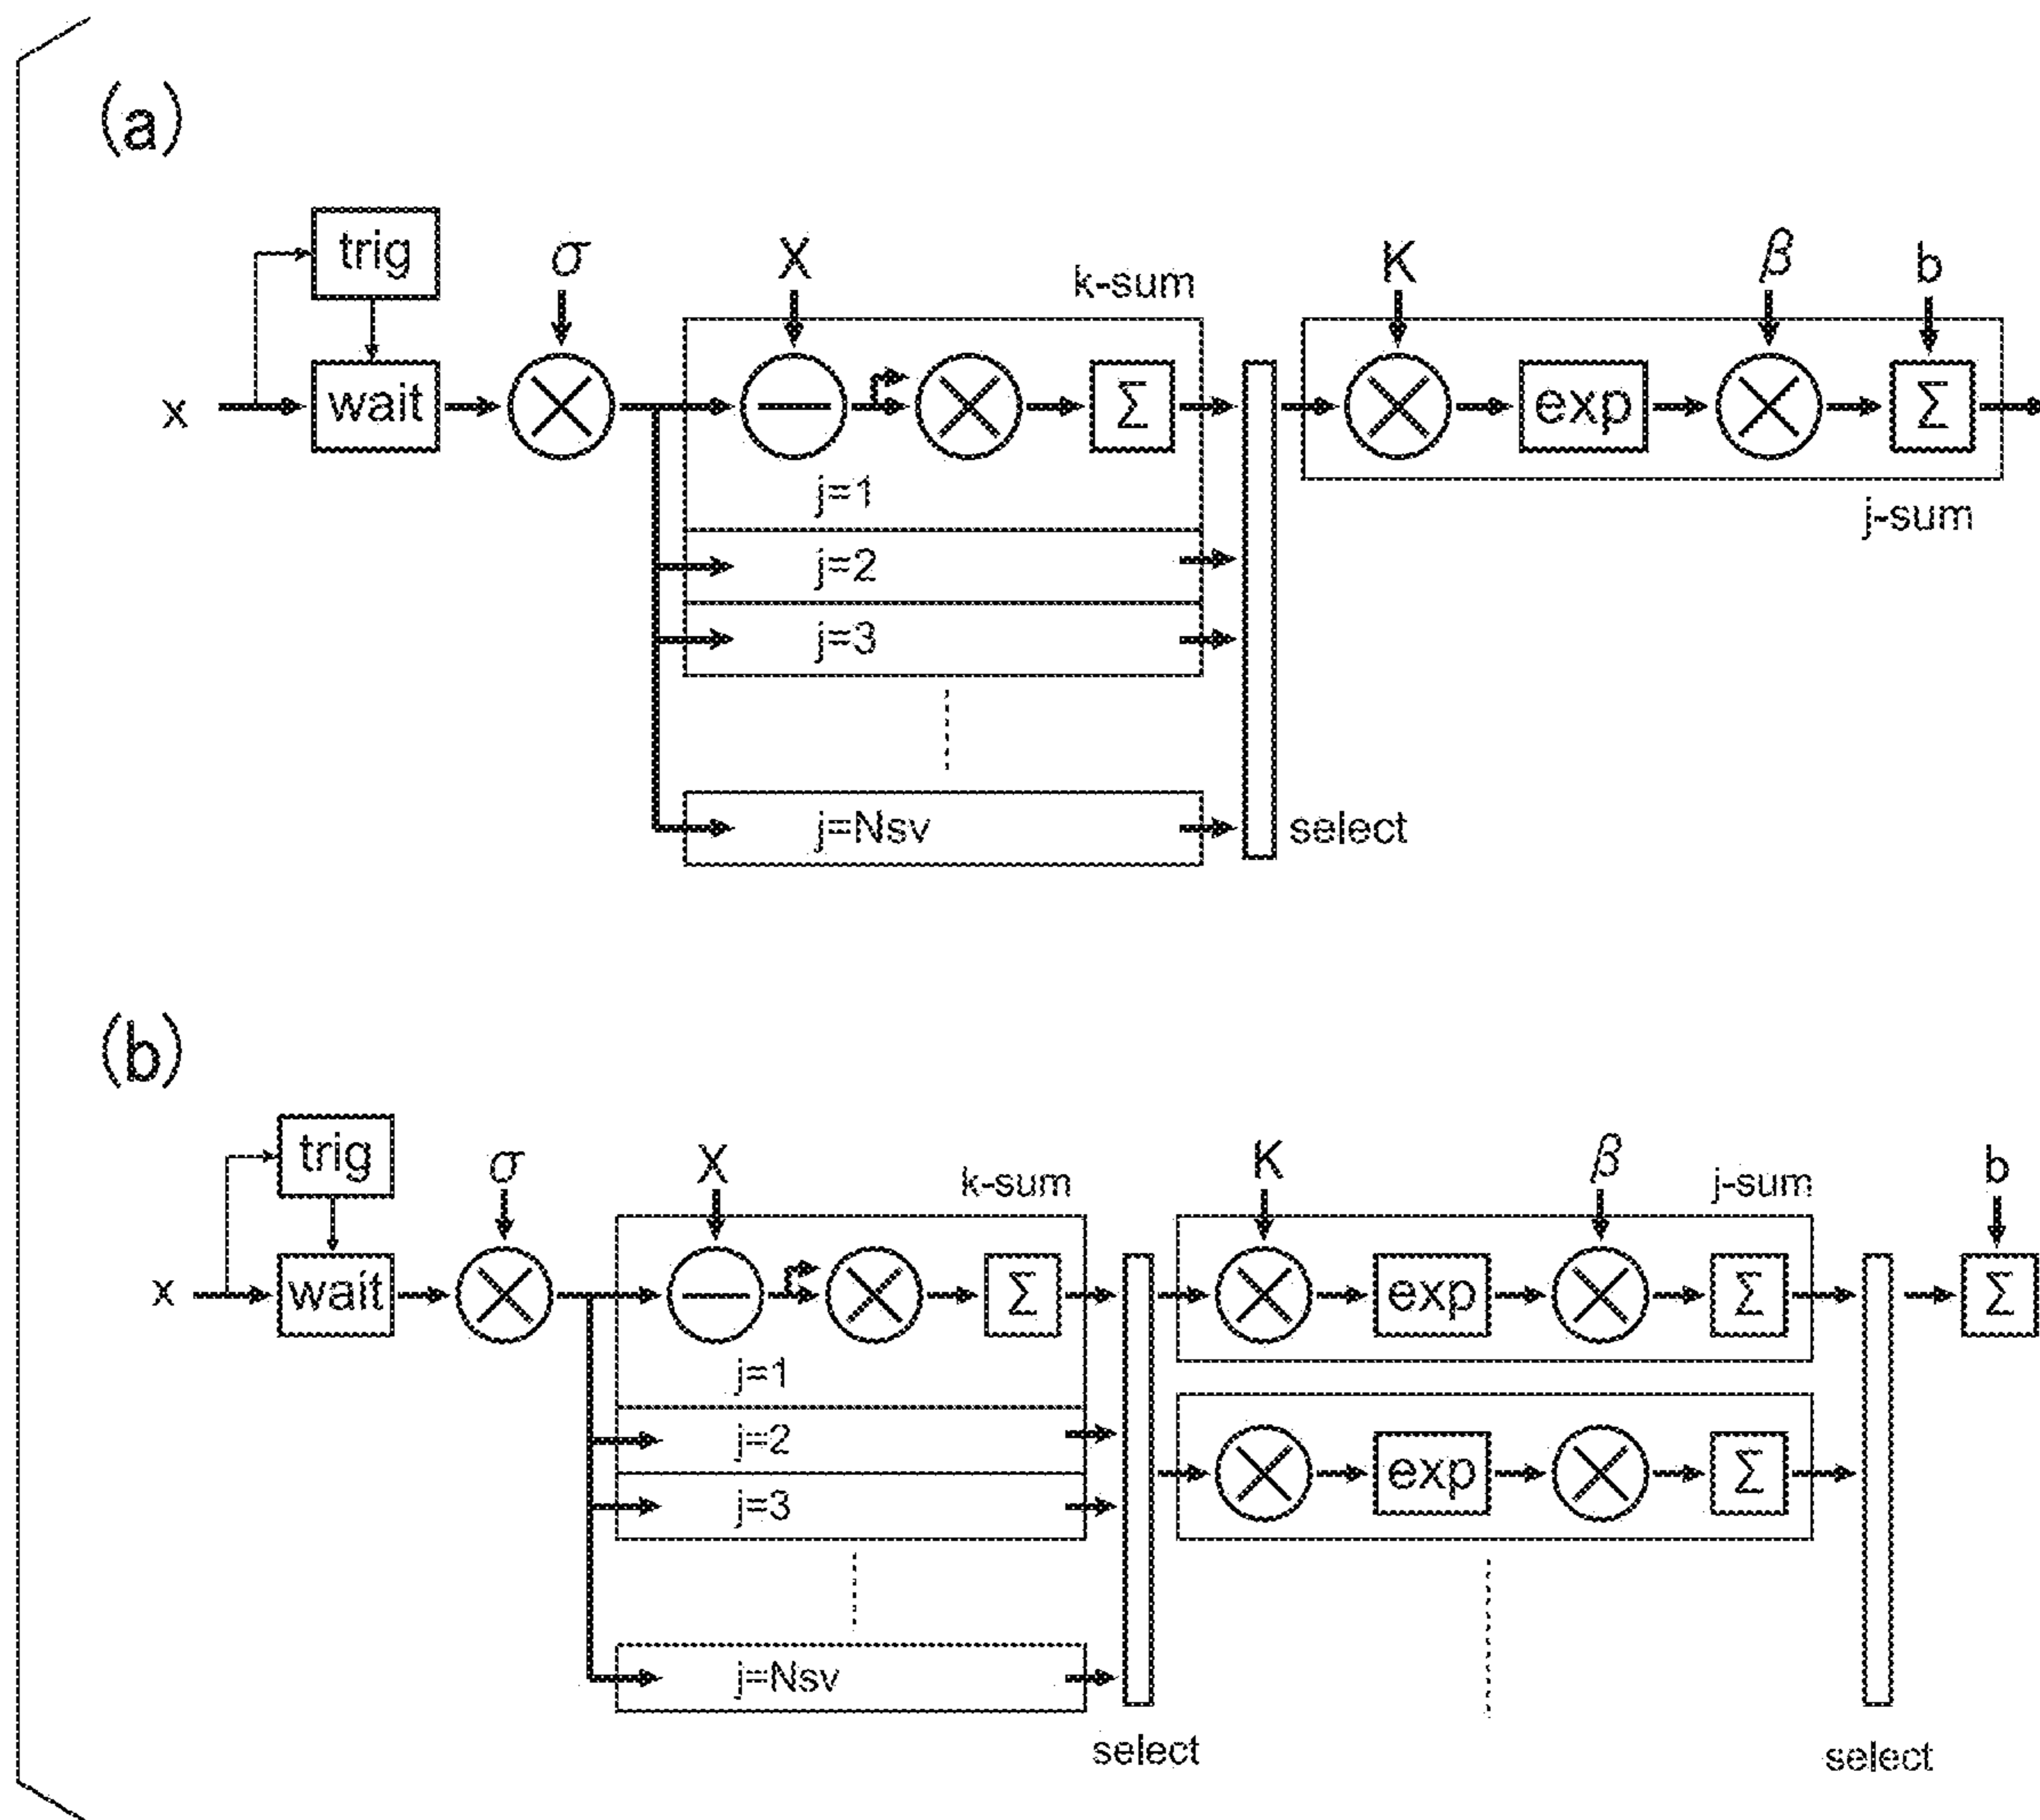 (a)
trig
σ
X
k-sum
K
β
b
x
wait
Σ
exp
Σ
j=1
j-sum
j=2
j=3
j=Nsv
select
(b)
trig
σ
X
k-sum
K
β
j-sum
b
x
wait
Σ
exp
Σ
Σ
j=1
j=2
exp
Σ
j=3
j=Nsv
select
select